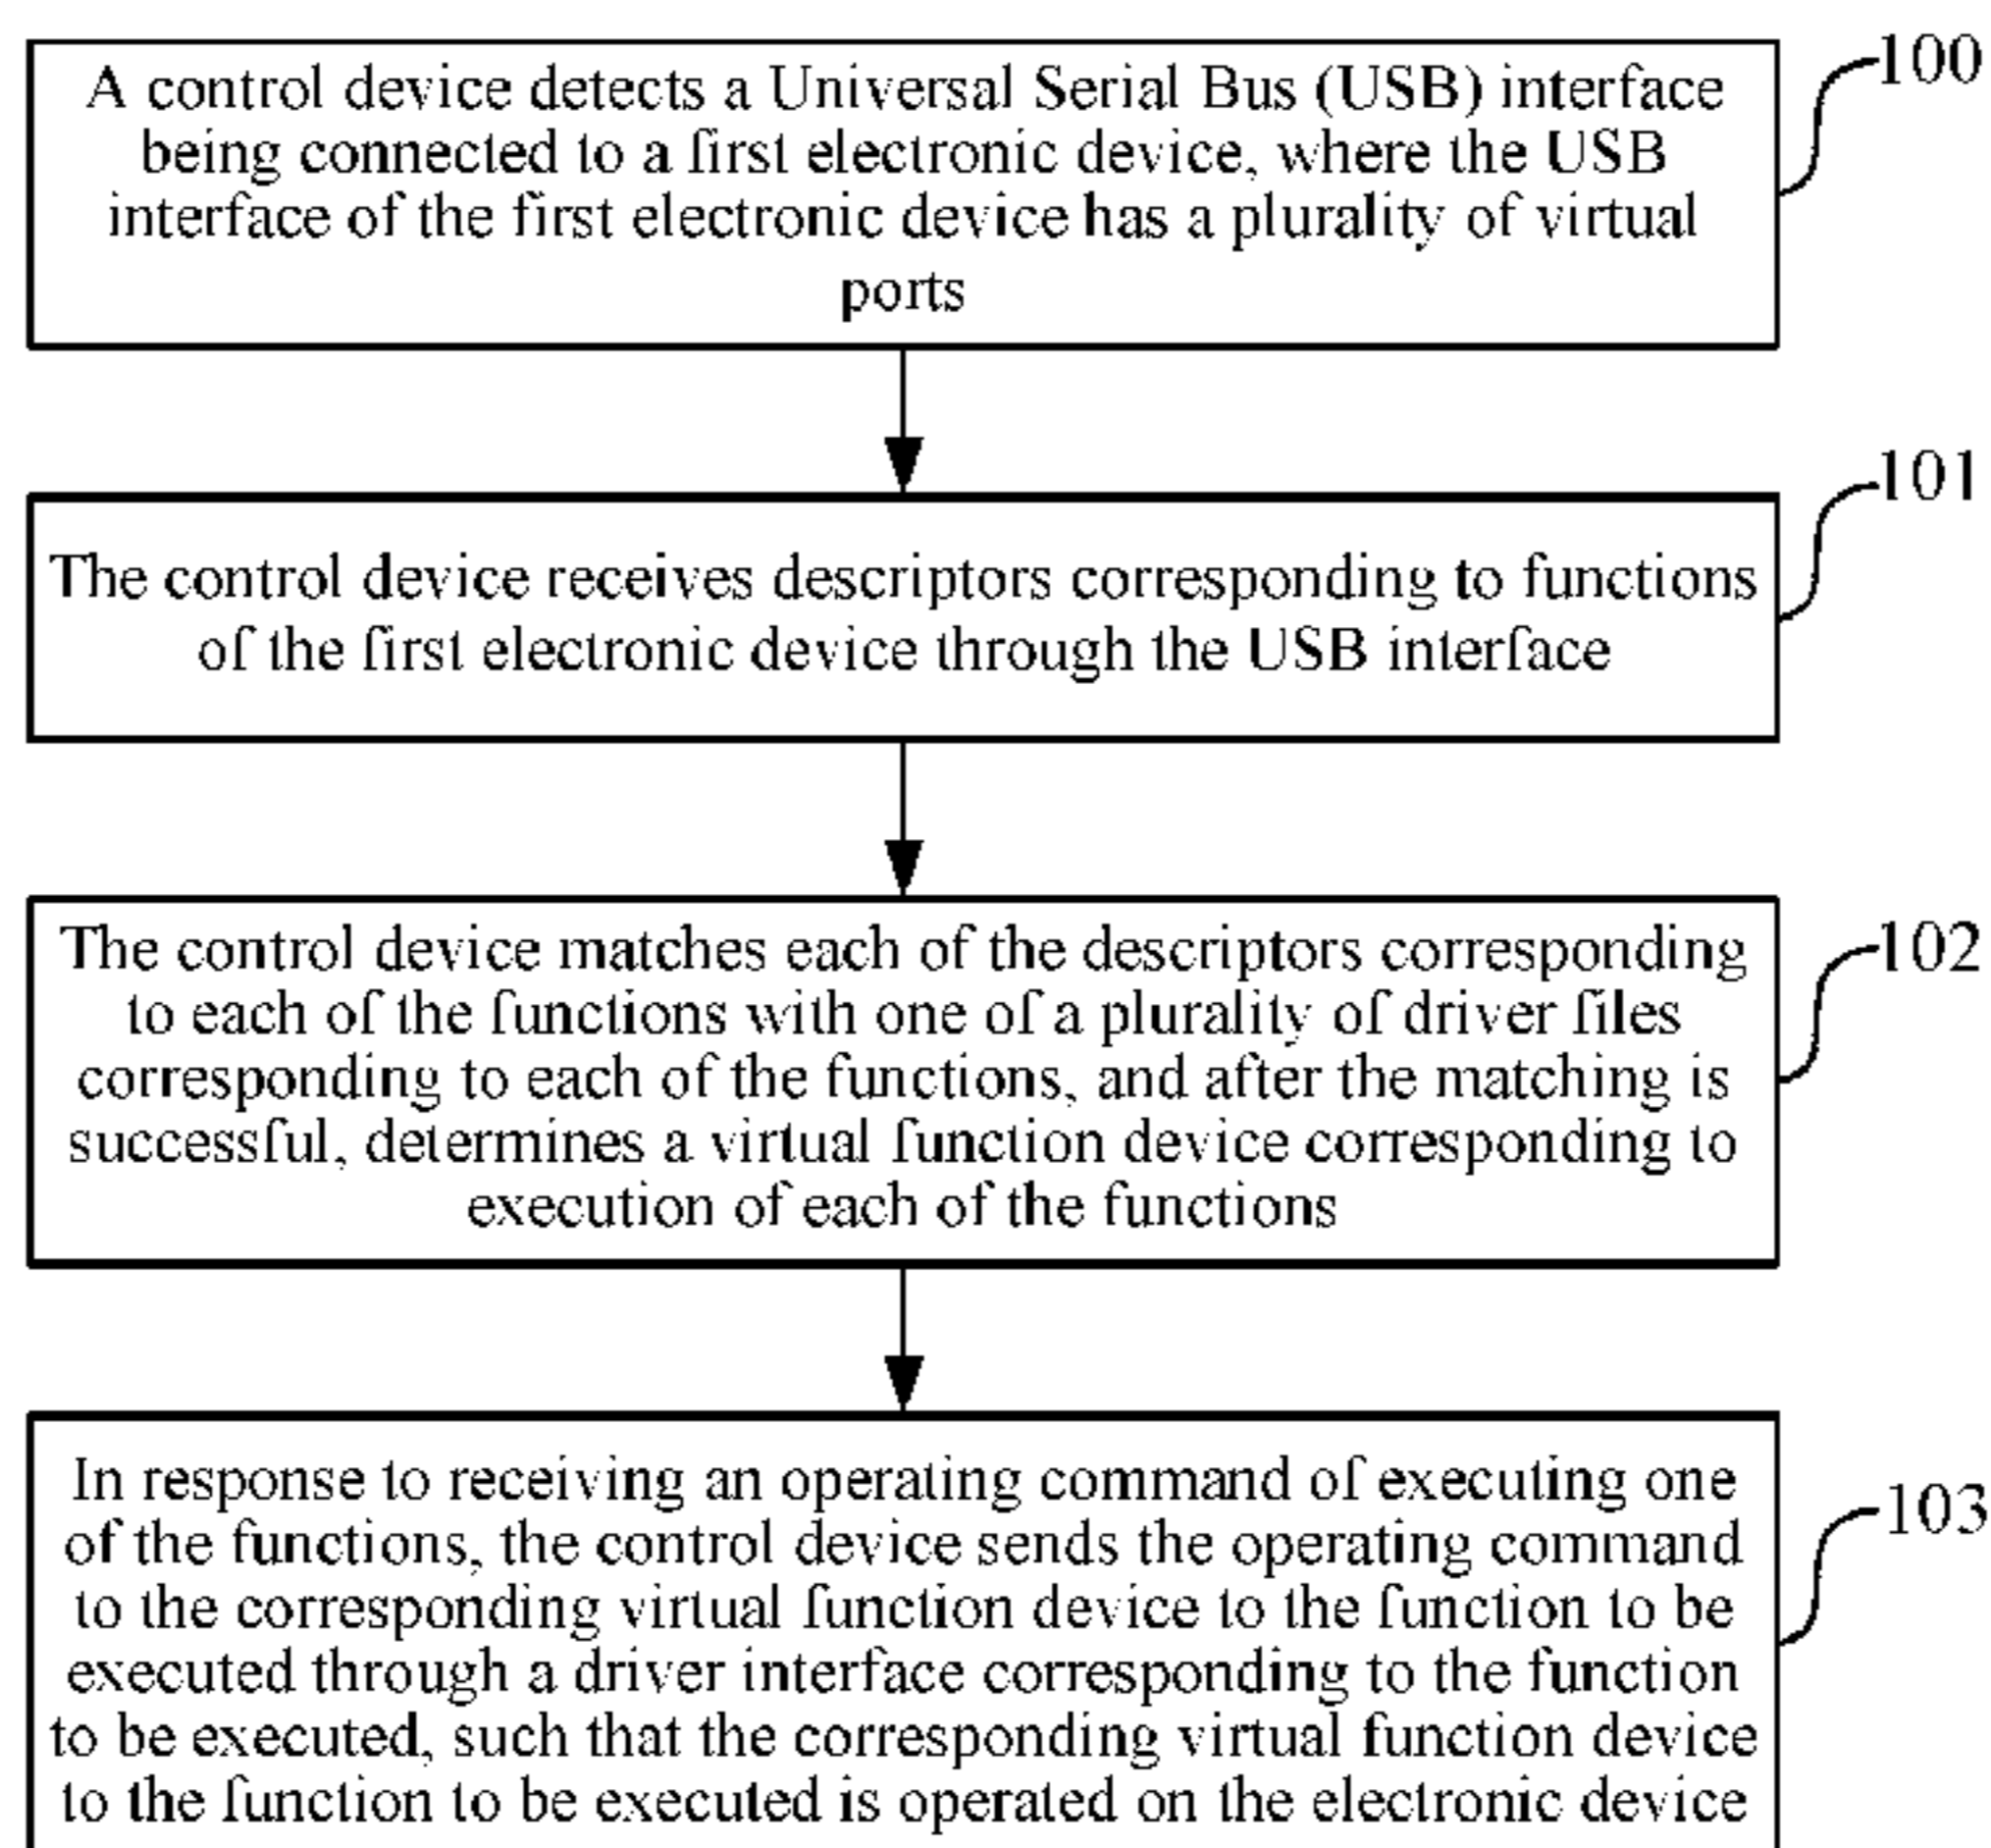 100
A control device detects a Universal Serial Bus (USB) interface
being connected to a first electronic device, where the USB
interface of the first electronic device has a plurality of virtual
ports
101
The control device receives descriptors corresponding to functions
of the first electronic device through the USB interface
102
The control device matches each of the descriptors corresponding
to each of the functions with one of a plurality of driver files
corresponding to each of the functions, and after the matching is
successful, determines a virtual function device corresponding to
execution of each of the functions
103
In response to receiving an operating command of executing one
of the functions, the control device sends the operating command
to the corresponding virtual function device to the function to be
executed through a driver interface corresponding to the function
to be executed, such that the corresponding virtual function device
to the function to be executed is operated on the electronic device